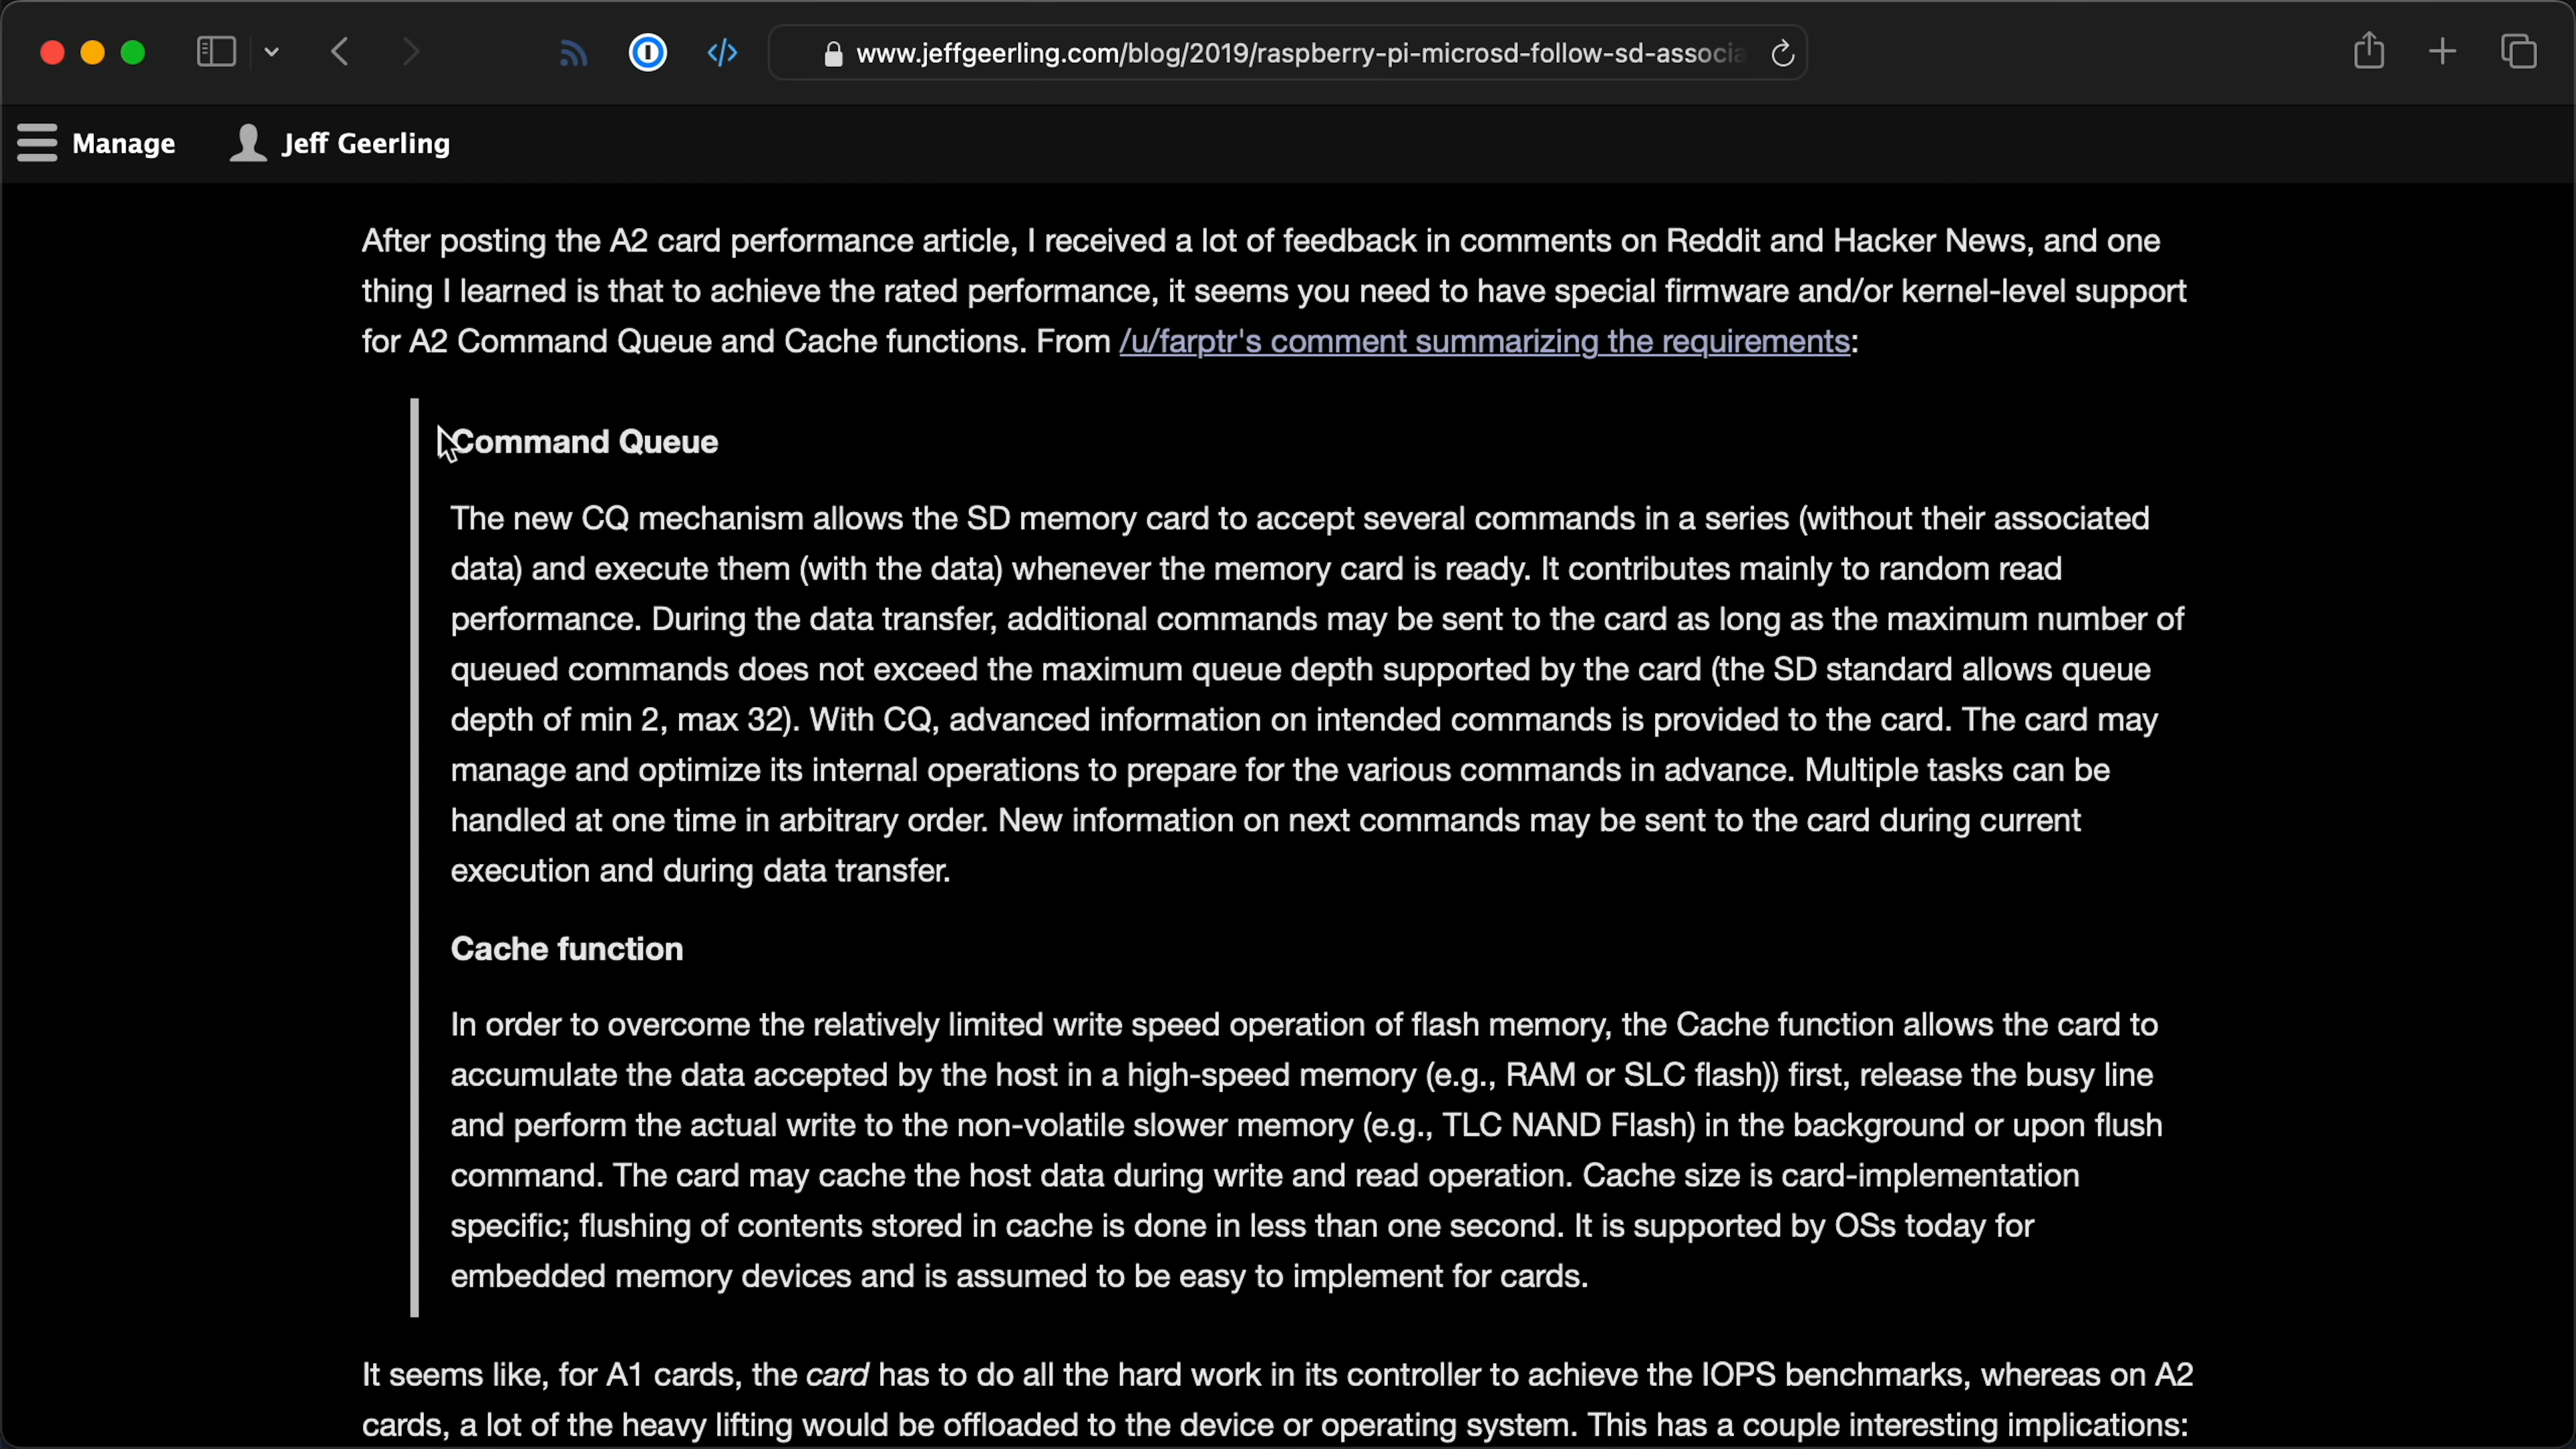 www.jeffgeerling.com/blog/2019/raspberry-pi-microsd-follow-sd-associa
Manage Jeff Geerling
After posting the A2 card performance article, I received a lot of feedback in comments on Reddit and Hacker News, and one
thing I learned is that to achieve the rated performance, it seems you need to have special firmware and/or kernel-level support
for A2 Command Queue and Cache functions. From /u/farptr's comment summarizing the requirements:
Command Queue
The new CQ mechanism allows the SD memory card to accept several commands in a series (without their associated
data) and execute them (with the data) whenever the memory card is ready. It contributes mainly to random read
performance. During the data transfer, additional commands may be sent to the card as long as the maximum number of
queued commands does not exceed the maximum queue depth supported by the card (the SD standard allows queue
depth of min 2, max 32). With CQ, advanced information on intended commands is provided to the card. The card may
manage and optimize its internal operations to prepare for the various commands in advance. Multiple tasks can be
handled at one time in arbitrary order. New information on next commands may be sent to the card during current
execution and during data transfer.
Cache function
In order to overcome the relatively limited write speed operation of flash memory, the Cache function allows the card to
accumulate the data accepted by the host in a high-speed memory (e.g., RAM or SLC flash)) first, release the busy line
and perform the actual write to the non-volatile slower memory (e.g., TLC NAND Flash) in the background or upon flush
command. The card may cache the host data during write and read operation. Cache size is card-implementation
specific; flushing of contents stored in cache is done in less than one second. It is supported by OSs today for
embedded memory devices and is assumed to be easy to implement for cards.
It seems like, for A1 cards, the card has to do all the hard work in its controller to achieve the IOPS benchmarks, whereas on A2
cards, a lot of the heavy lifting would be offloaded to the device or operating system. This has a couple interesting implications: